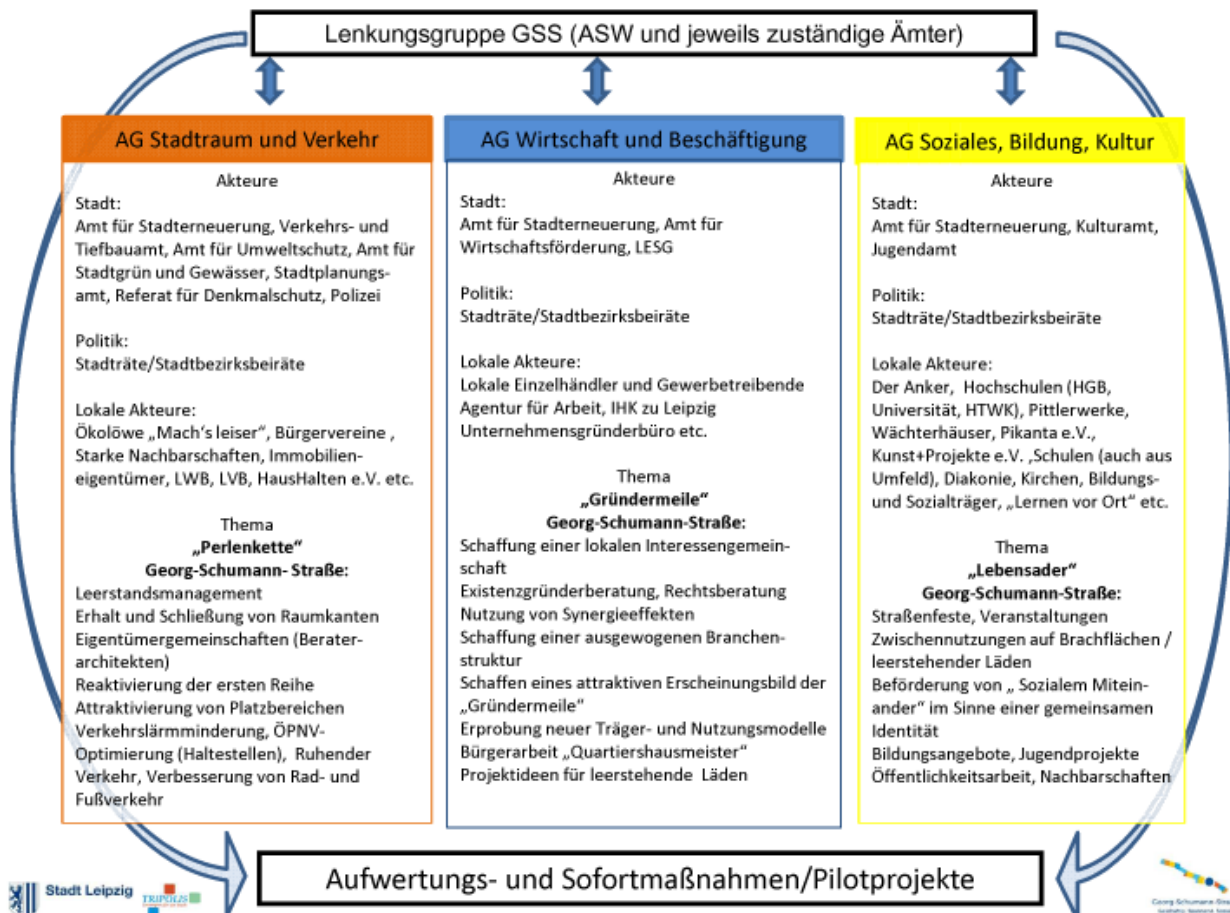 Lenkungsgruppe GSS (ASW und jeweils zuständige Ämter)
AG Stadtraum und Verkehr
Akteure
Stadt:
Amt für Stadterneuerung, Verkehrs- und
Tiefbauamt, Amt für Umweltschutz, Amt für
Stadtgrün und Gewässer, Stadtplanungs-
amt, Referat für Denkmalschutz, Polizei
Politik:
Stadträte/Stadtbezirksbeiräte
Lokale Akteure:
Ökolöwe „Mach's leiser“, Bürgervereine ,
Starke Nachbarschaften, Immobilien-
eigentümer, LWB, LVB, HausHalten e.V. etc.
Thema
„Perlenkette“
Georg-Schumann- Straße:
Leerstandsmanagement
Erhalt und Schließung von Raumkanten
Eigentümergemeinschaften (Berater-
architekten)
Reaktivierung der ersten Reihe
Attraktivierung von Platzbereichen
Verkehrslärmminderung, ÖPNV-
Optimierung (Haltestellen), Ruhender
Verkehr, Verbesserung von Rad- und
Fußverkehr
AG Wirtschaft und Beschäftigung
Akteure
Stadt:
Amt für Stadterneuerung, Amt für
Wirtschaftsförderung, LESG
Politik:
Stadträte/Stadtbezirksbeiräte
Lokale Akteure:
Lokale Einzelhändler und Gewerbetreibende
Agentur für Arbeit, IHK zu Leipzig
Unternehmensgründerbüro etc.
Thema
„Gründermeile“
Georg-Schumann-Straße:
Schaffung einer lokalen Interessengemein-
schaft
Existenzgründerberatung, Rechtsberatung
Nutzung von Synergieeffekten
Schaffung einer ausgewogenen Branchen-
struktur
Schaffen eines attraktiven Erscheinungsbild der
„Gründermeile“
Erprobung neuer Träger- und Nutzungsmodelle
Bürgerarbeit „Quartiershausmeister“
Projektideen für leerstehende Läden
AG Soziales, Bildung, Kultur
Akteure
Stadt:
Amt für Stadterneuerung, Kulturamt,
Jugendamt
Politik:
Stadträte/Stadtbezirksbeiräte
Lokale Akteure:
Der Anker, Hochschulen (HGB,
Universität, HTWK), Pittlerwerke,
Wächterhäuser, Pikanta e.V.,
Kunst+Projekte e.V. ,Schulen (auch aus
Umfeld), Diakonie, Kirchen, Bildungs-
und Sozialträger, „Lernen vor Ort“ etc.
Thema
„Lebensader“
Georg-Schumann-Straße:
Straßenfeste, Veranstaltungen
Zwischennutzungen auf Brachflächen /
leerstehender Läden
Beförderung von „ Sozialem Mitein-
ander“ im Sinne einer gemeinsamen
Identität
Bildungsangebote, Jugendprojekte
Öffentlichkeitsarbeit, Nachbarschaften
Aufwertungs- und Sofortmaßnahmen/Pilotprojekte
Stadt Leipzig
TRIPOLIS